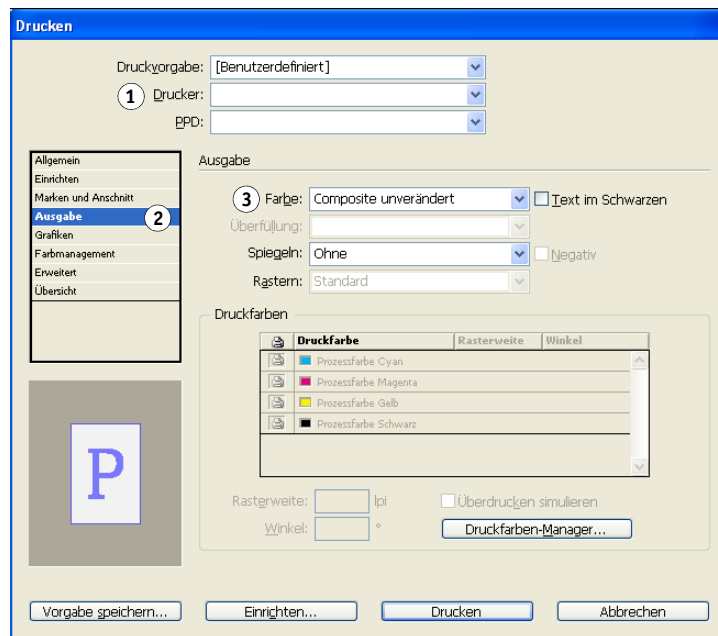 Drucken
Druckvorgabe: [Benutzerdefiniert]
1 Drucker:
PPD:
Allgemein
Einrichten
Marken und Anschnitt
Ausgabe 2
Grafiken
Farbmanagement
Erweitert
Übersicht
Ausgabe
3 Farbe: Composite unverändert Text im Schwarzen
Überfüllung:
Spiegeln: Ohne Negativ
Rastern: Standard
Druckfarben
Druckfarbe Rasterweite Winkel
Prozessfarbe Cyan
Prozessfarbe Magenta
Prozessfarbe Gelb
Prozessfarbe Schwarz
Rasterweite: lpi Überdrucken simulieren
Winkel: ° Druckfarben-Manager...
P
Vorgabe speichern... Einrichten... Drucken Abbrechen